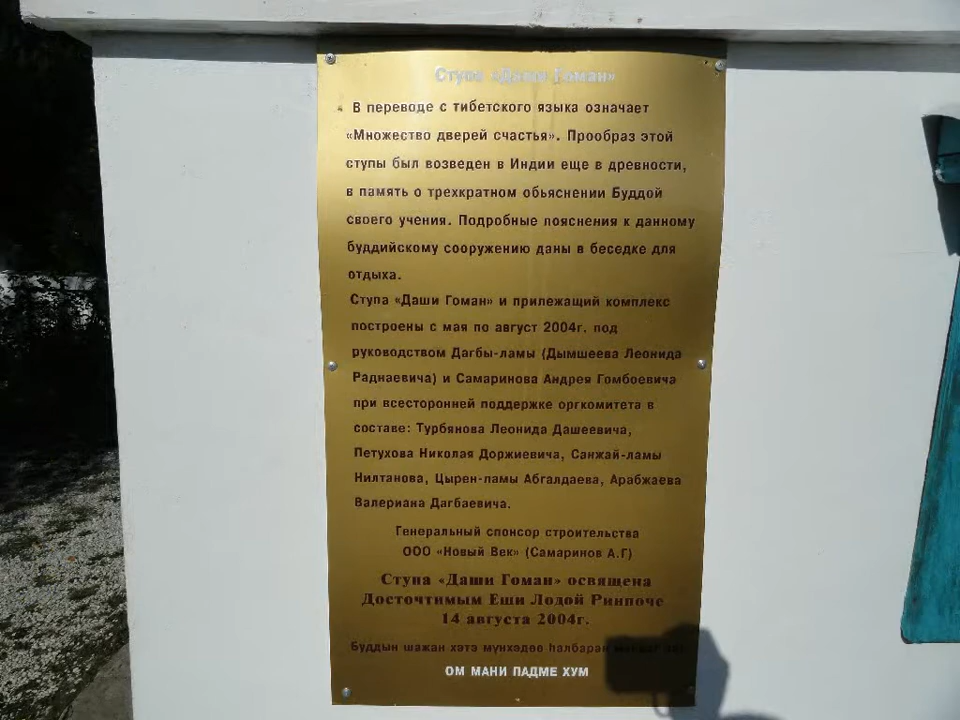 Ступа «Даши Гоман»
В переводе с тибетского языка означает
«Множество дверей счастья». Прообраз этой
ступы был возведен в Индии еще в древности,
в память о трехкратном обьяснении Буддой
своего учения. Подробные пояснения к данному
буддийскому сооружению даны в беседке для
отдыха.
Ступа «Даши Гоман» и прилежащий комплекс
построены с мая по август 2004г. под
руководством Дагбы-ламы (Дымшеева Леонида
Раднаевича) и Самаринова Андрея Гомбоевича
при всесторонней поддержке оргкомитета в
составе: Турбянова Леонида Дашеевича,
Петухова Николая Доржиевича, Санжай-ламы
Нилтанова, Цырен-ламы Абгалдаева, Арабжаева
Валериана Дагбаевича.
Генеральный спонсор строительства
ООО «Новый Век» (Самаринов А.Г)
Ступа «Даши Гоман» освящена
Досточтимым Еши Лодой Ринпоче
14 августа 2004г.
Буддын шажан хэтэ мүнхэдөө һалбаран
ОМ МАНИ ПАДМЕ ХУМ